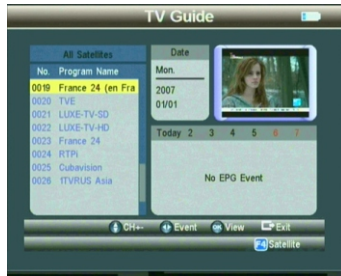 TV Guide
All Satellites
No. Program Name
0019 France 24 (en Fra
0020 TVE
0021 LUXE-TV-SD
0022 LUXE-TV-HD
0023 France 24
0024 RTPi
0025 Cubavision
0026 1TVRUS Asia
Date
Mon.
2007
01/01
Today 2 3 4 5 6 7
No EPG Event
CH+- Event OK View Exit
F4 Satellite